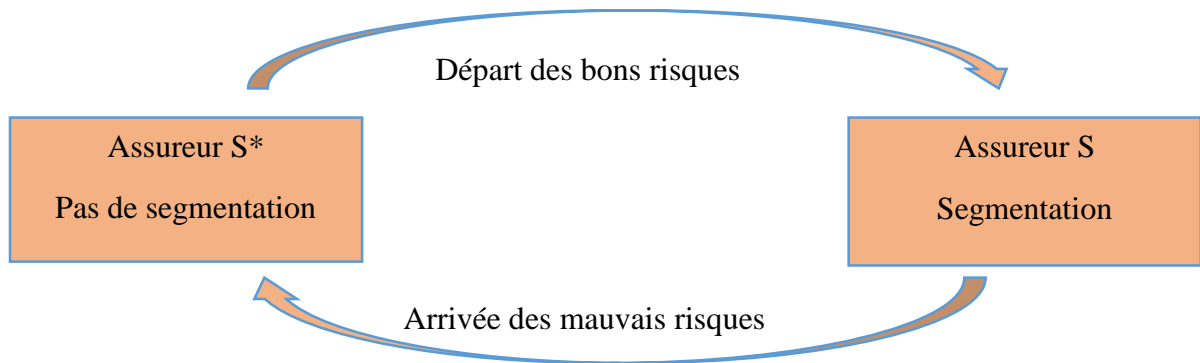 Départ des bons risques
Assureur S*
Pas de segmentation
Assureur S
Segmentation
Arrivée des mauvais risques